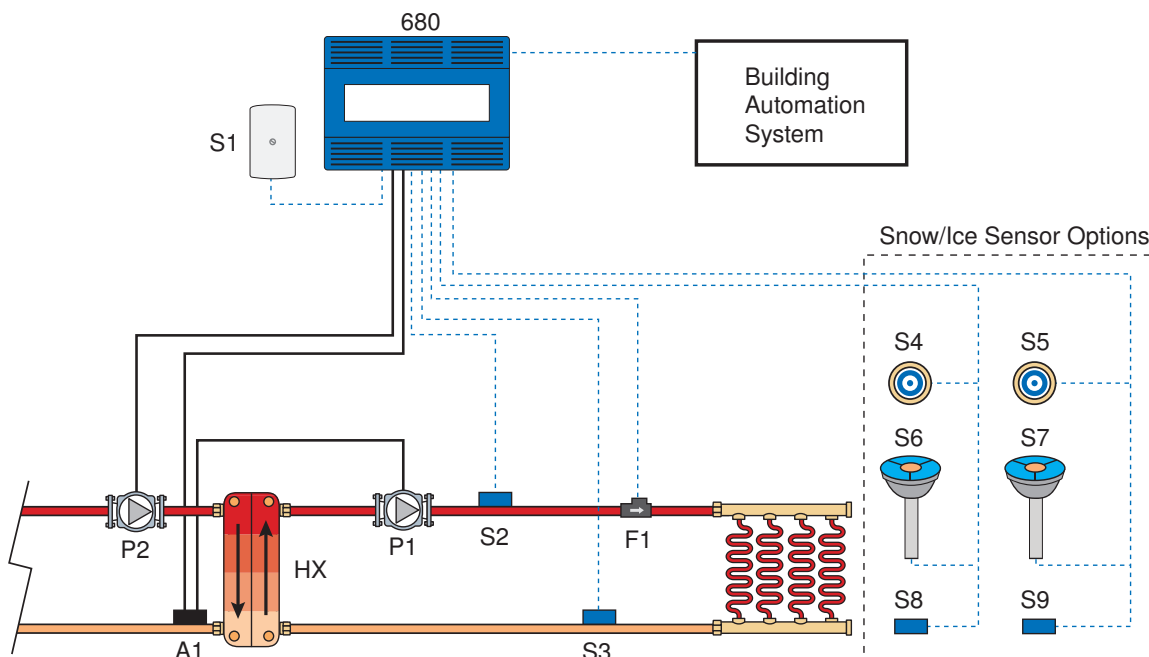 680
Building
Automation
System
S1
Snow/Ice Sensor Options
S4
S5
S6
S7
P2
HX
P1
S2
F1
S8
S9
A1
S3